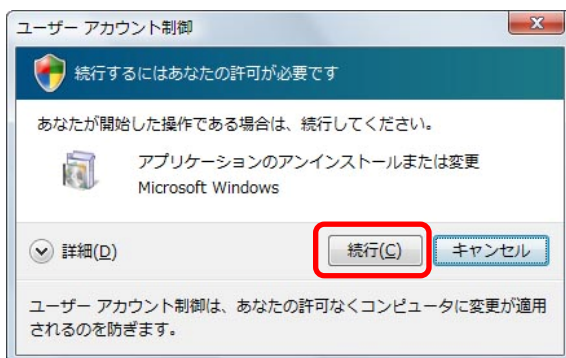 ユーザー アカウント制御
続行するにはあなたの許可が必要です
あなたが開始した操作である場合は、続行してください。
アプリケーションのアンインストールまたは変更
Microsoft Windows
詳細(D)
続行(C)
キャンセル
ユーザー アカウント制御は、あなたの許可なくコンピュータに変更が適用
されるのを防ぎます。